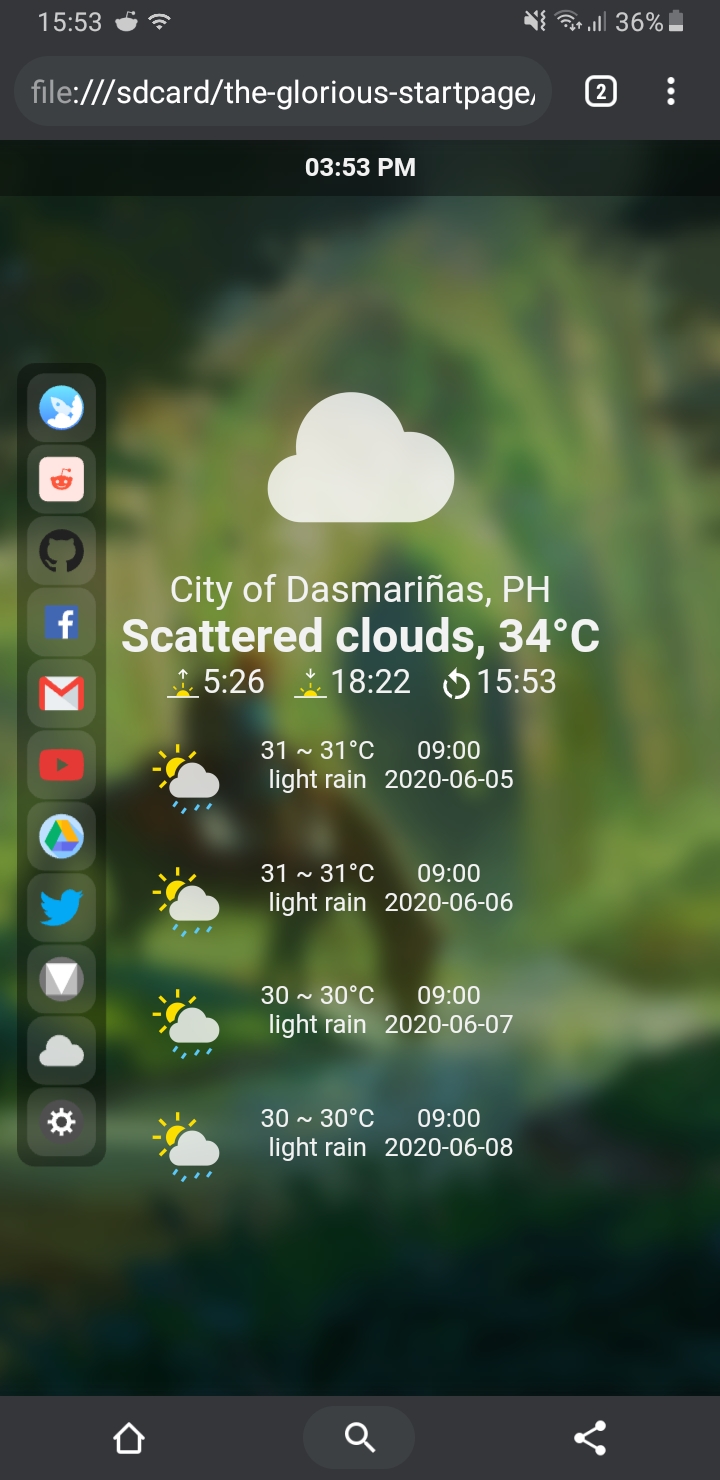 15:53 36%
file:///sdcard/the-glorious-startpage/ 2
03:53 PM
City of Dasmariñas, PH
Scattered clouds, 34°C
5:26 18:22 15:53
31 ~ 31°C 09:00
light rain 2020-06-05
31 ~ 31°C 09:00
light rain 2020-06-06
30 ~ 30°C 09:00
light rain 2020-06-07
30 ~ 30°C 09:00
light rain 2020-06-08